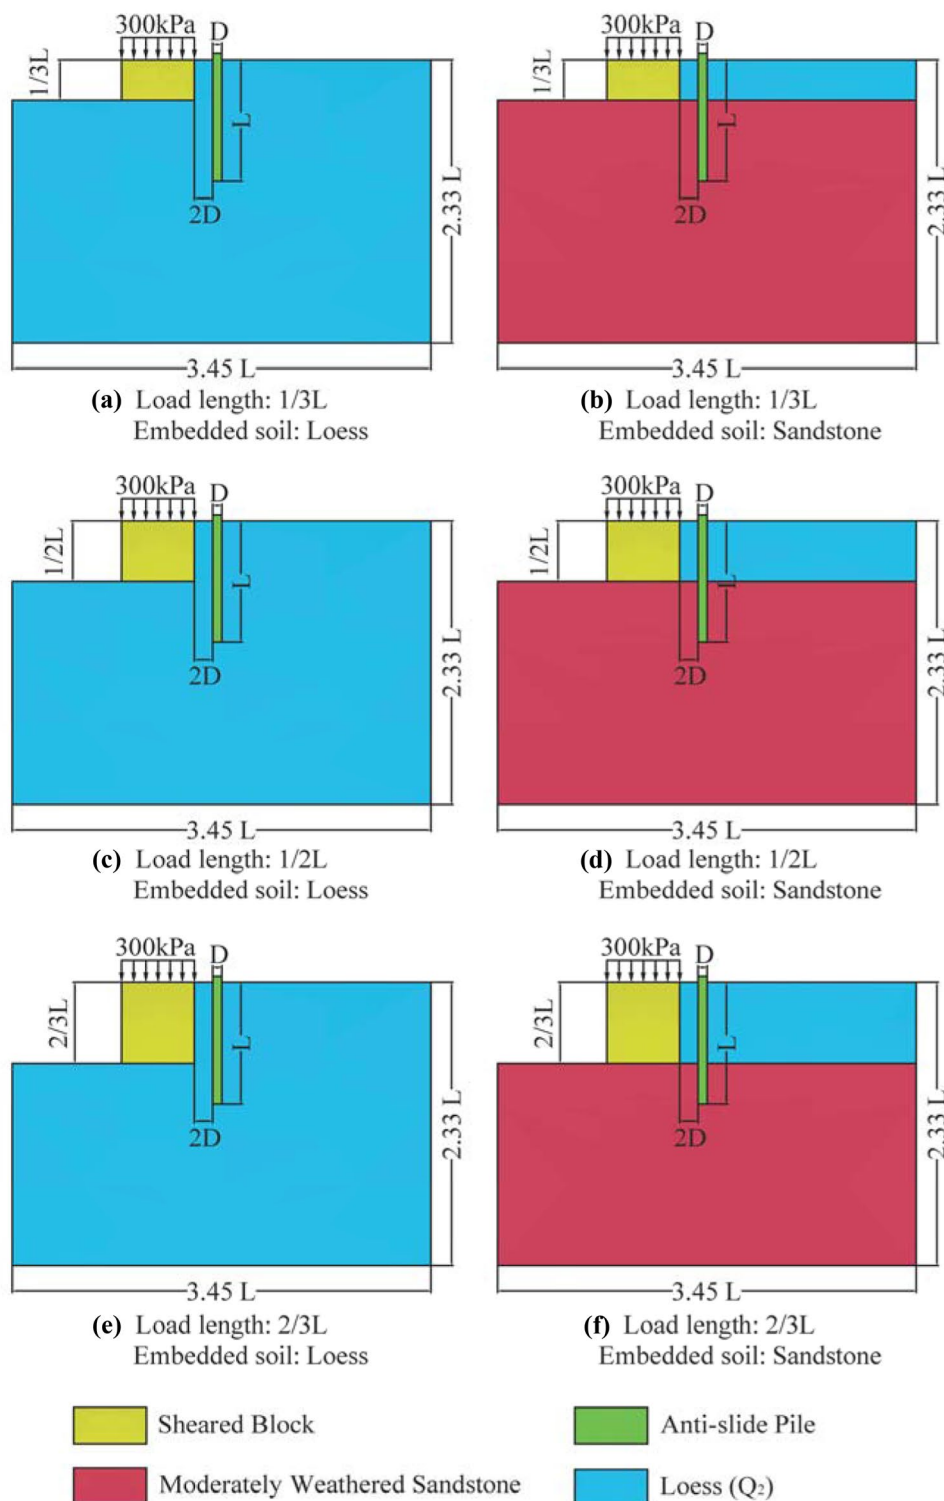 300kPa D
1/3L
L
2D
2.33 L
3.45 L
(a) Load length: 1/3L
Embedded soil: Loess
300kPa D
1/3L
L
2D
2.33 L
3.45 L
(b) Load length: 1/3L
Embedded soil: Sandstone
300kPa D
1/2L
L
2D
2.33 L
3.45 L
(c) Load length: 1/2L
Embedded soil: Loess
300kPa D
1/2L
L
2D
2.33 L
3.45 L
(d) Load length: 1/2L
Embedded soil: Sandstone
300kPa D
2/3L
L
2D
2.33 L
3.45 L
(e) Load length: 2/3L
Embedded soil: Loess
300kPa D
2/3L
L
2D
2.33 L
3.45 L
(f) Load length: 2/3L
Embedded soil: Sandstone
Sheared Block
Anti-slide Pile
Moderately Weathered Sandstone
Loess (Q₂)